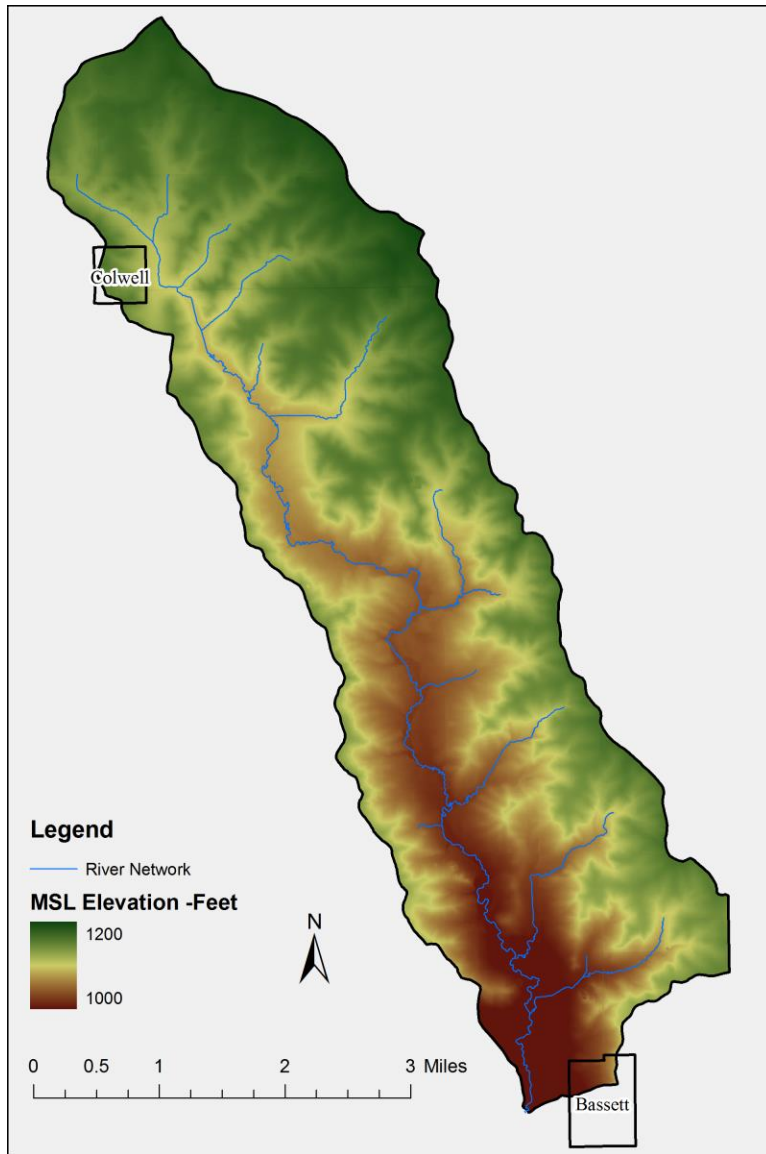 Colwell
Legend
River Network
MSL Elevation -Feet
1200
1000
N
0 0.5 1 2 3 Miles
Bassett